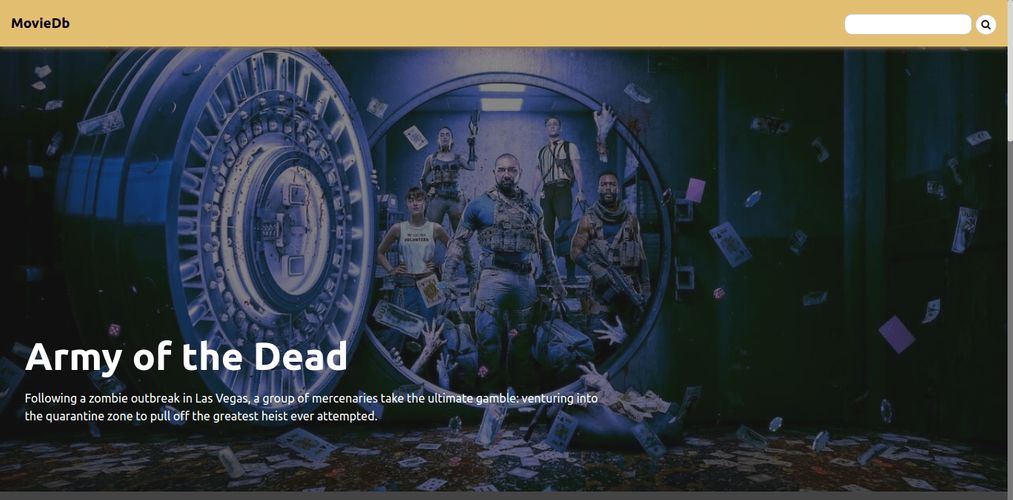 MovieDb
VOLUNTEER
Army of the Dead
Following a zombie outbreak in Las Vegas, a group of mercenaries take the ultimate gamble: venturing into
the quarantine zone to pull off the greatest heist ever attempted.